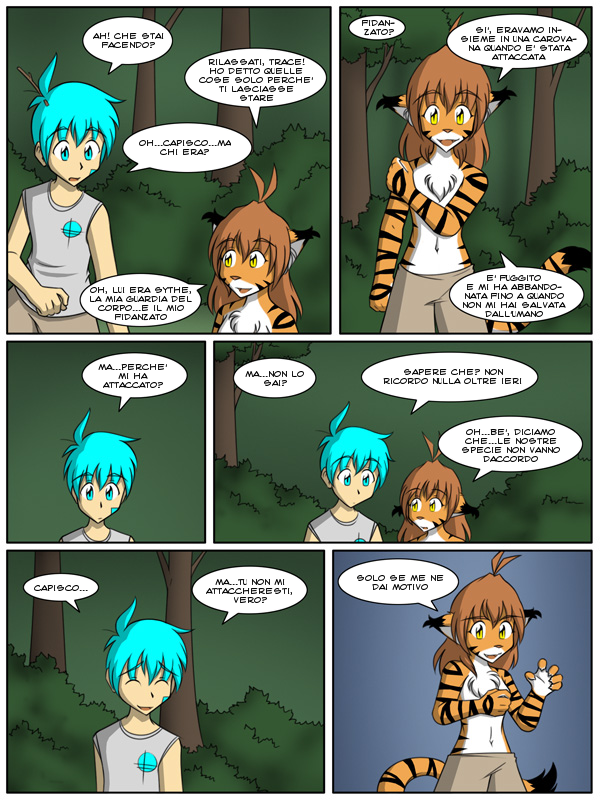 AH! CHE STAI
FACENDO?
RILASSATI, TRACE!
HO DETTO QUELLE
COSE SOLO PERCHE'
TI LASCIASSE
STARE
OH...CAPISCO...MA
CHI ERA?
OH, LUI ERA SYTHE,
LA MIA GUARDIA DEL
CORPO...E IL MIO
FIDANZATO
FIDAN-
ZATO?
SI', ERAVAMO IN-
SIEME IN UNA CAROVA-
NA QUANDO E' STATA
ATTACCATA
E' FUGGITO
E MI HA ABBANDO-
NATA FINO A QUANDO
NON MI HAI SALVATA
DALL'UMANO
MA...PERCHE'
MI HA
ATTACCATO?
MA...NON LO
SAI?
SAPERE CHE? NON
RICORDO NULLA OLTRE IERI
OH...BE', DICIAMO
CHE...LE NOSTRE
SPECIE NON VANNO
DACCORDO
CAPISCO...
MA...TU NON MI
ATTACCHERESTI,
VERO?
SOLO SE ME NE
DAI MOTIVO